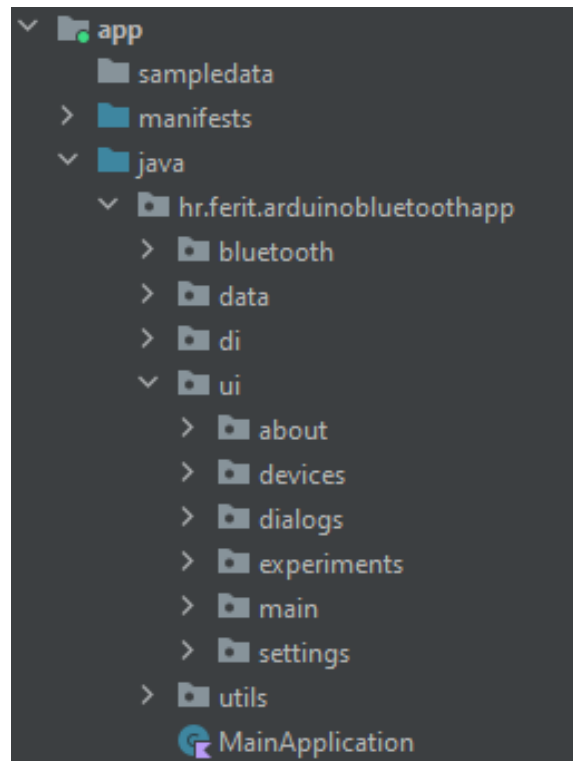 app
sampledata
manifests
java
hr.ferit.arduinobluetoothapp
bluetooth
data
di
ui
about
devices
dialogs
experiments
main
settings
utils
MainApplication